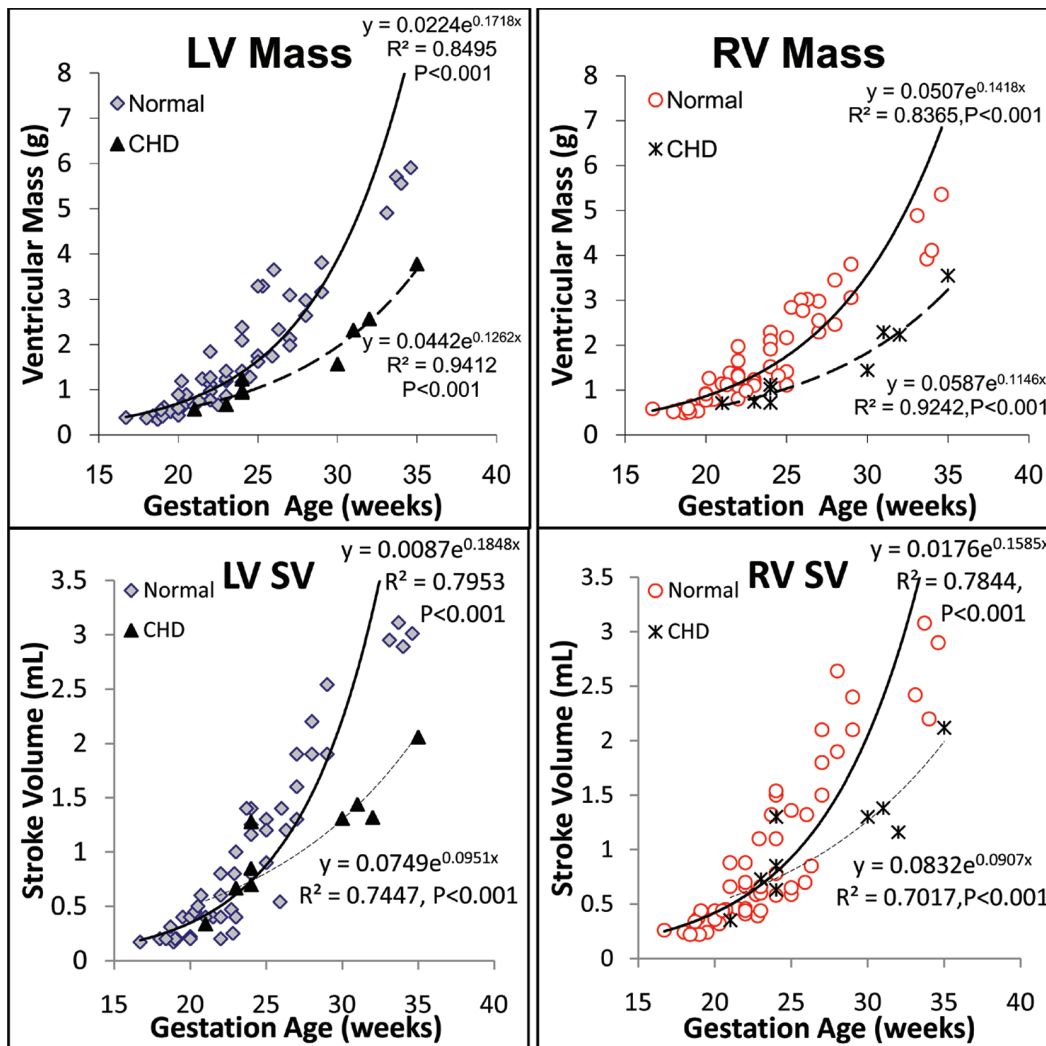 LV Mass
y = 0.0224e^0.1718x
R² = 0.8495
P<0.001
Normal
CHD
y = 0.0442e^0.1262x
R² = 0.9412
P<0.001
Ventricular Mass (g)
8
7
6
5
4
3
2
1
0
15 20 25 30 35 40
Gestation Age (weeks)
RV Mass
y = 0.0507e^0.1418x
R² = 0.8365,P<0.001
Normal
CHD
y = 0.0587e^0.1146x
R² = 0.9242,P<0.001
Ventricular Mass (g)
8
7
6
5
4
3
2
1
0
15 20 25 30 35 40
Gestation Age (weeks)
LV SV
y = 0.0087e^0.1848x
R² = 0.7953
P<0.001
Normal
CHD
y = 0.0749e^0.0951x
R² = 0.7447, P<0.001
Stroke Volume (mL)
3.5
3
2.5
2
1.5
1
0.5
0
15 20 25 30 35 40
Gestation Age (weeks)
RV SV
y = 0.0176e^0.1585x
R² = 0.7844,
P<0.001
Normal
CHD
y = 0.0832e^0.0907x
R² = 0.7017, P<0.001
Stroke Volume (mL)
3.5
3
2.5
2
1.5
1
0.5
0
15 20 25 30 35 40
Gestation Age (weeks)